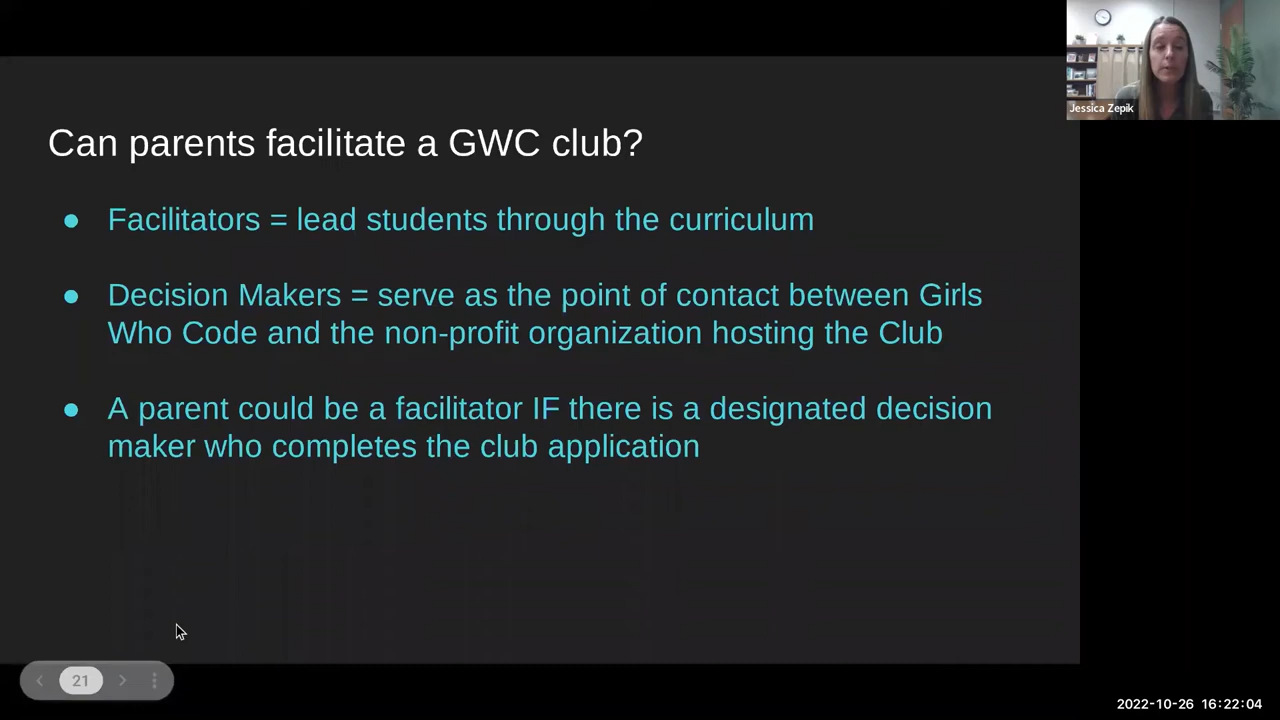 Jessica Zepik
Can parents facilitate a GWC club?
● Facilitators = lead students through the curriculum
● Decision Makers = serve as the point of contact between Girls
Who Code and the non-profit organization hosting the Club
● A parent could be a facilitator IF there is a designated decision
maker who completes the club application
21
2022-10-26 16:22:04